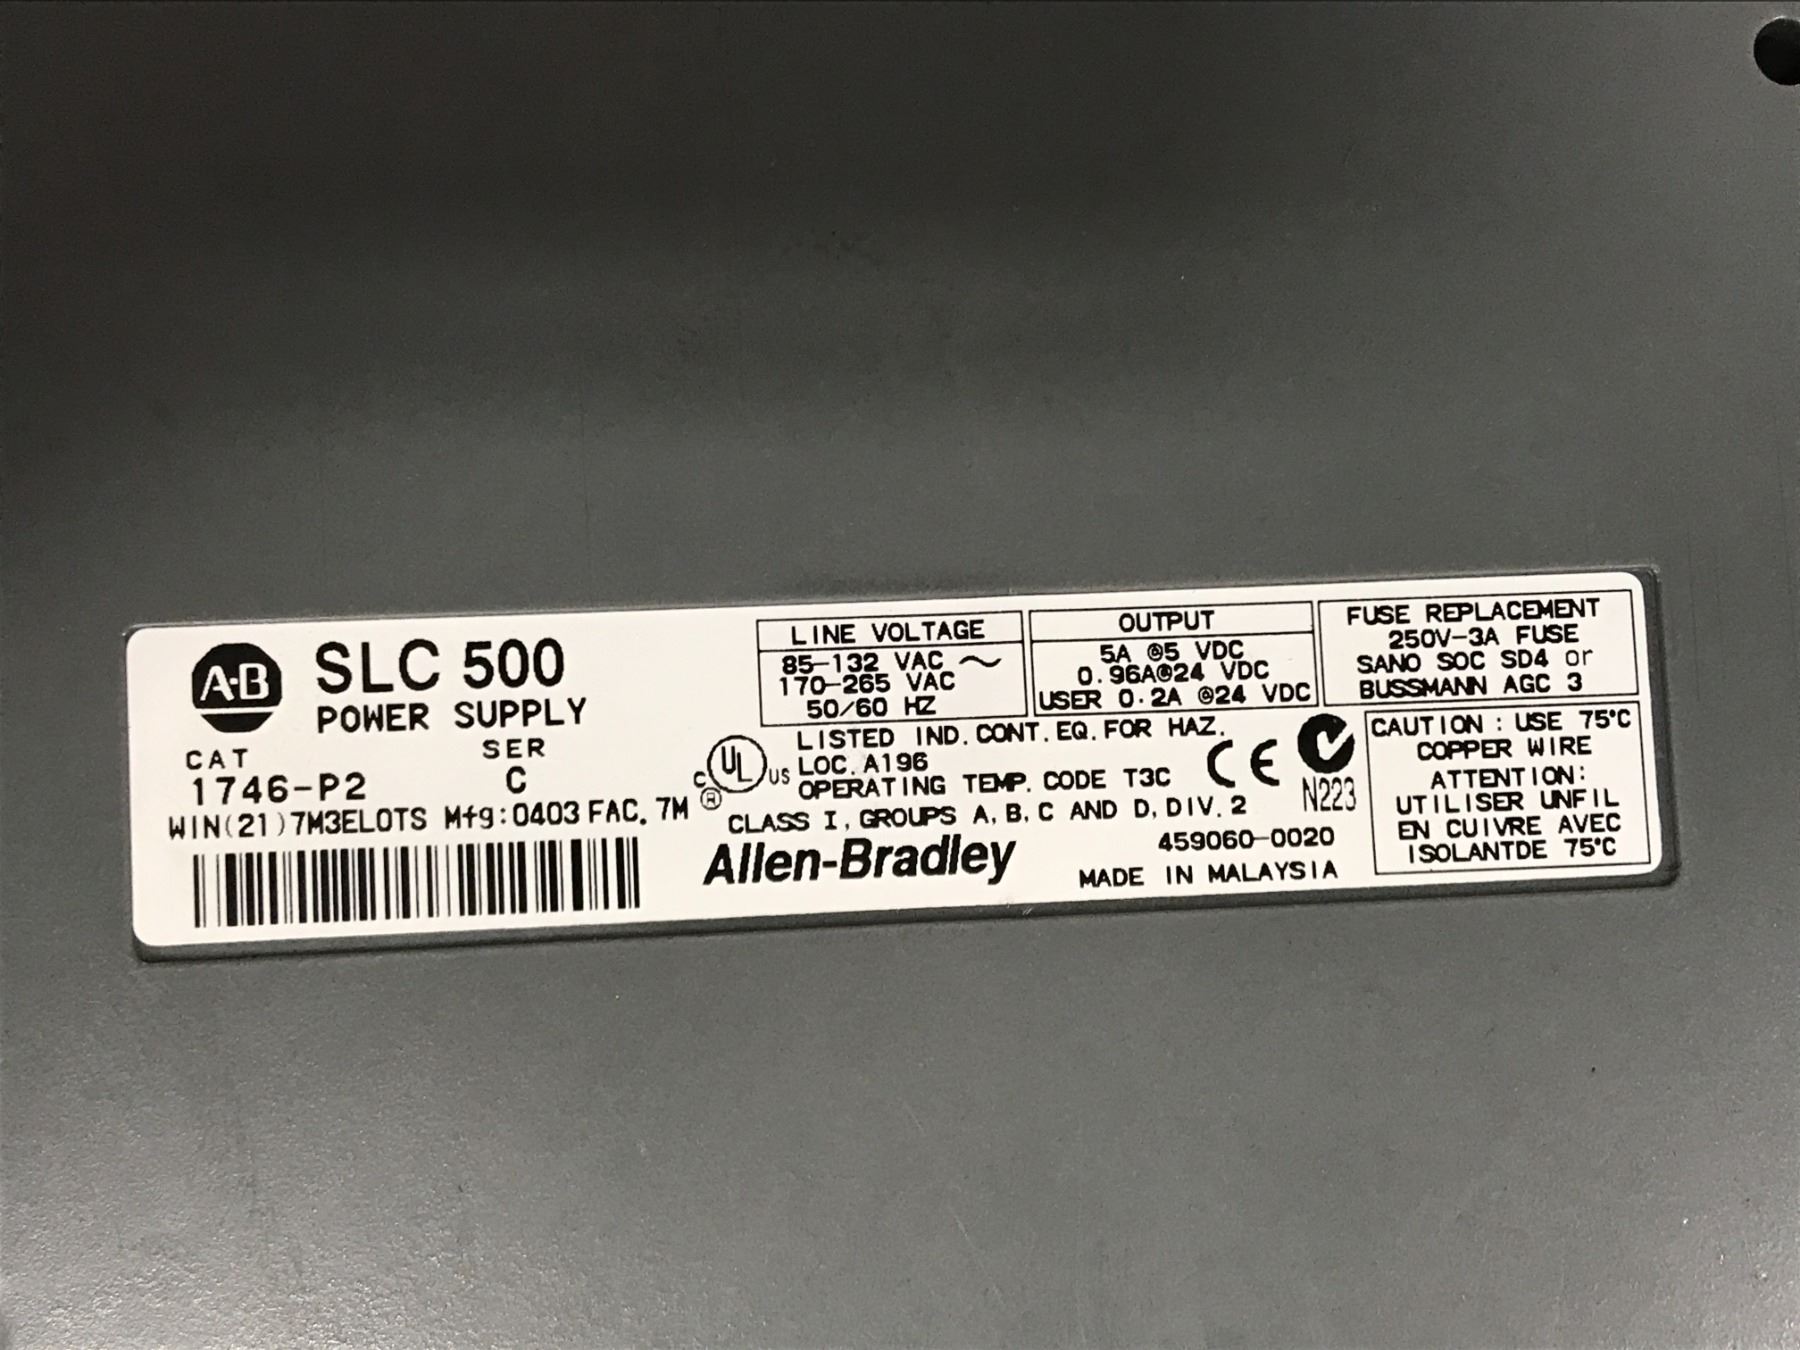 A-B
SLC 500
POWER SUPPLY
CAT
SER
1746-P2
C
WIN(21)7M3ELOTS Mfg:0403 FAC. 7M
LINE VOLTAGE
85-132 VAC ~
170-265 VAC
50/60 HZ
OUTPUT
5A @5 VDC
0.96A@24 VDC
USER 0.2A @24 VDC
FUSE REPLACEMENT
250V-3A FUSE
SANO SOC SD4 or
BUSSMANN AGC 3
C UL US ®
LISTED IND. CONT. EQ. FOR HAZ.
LOC. A196
OPERATING TEMP. CODE T3C
CLASS I, GROUPS A, B, C AND D, DIV. 2
CE
N223
Allen-Bradley
459060-0020
MADE IN MALAYSIA
CAUTION : USE 75°C
COPPER WIRE
ATTENTION:
UTILISER UNFIL
EN CUIVRE AVEC
ISOLANTDE 75°C